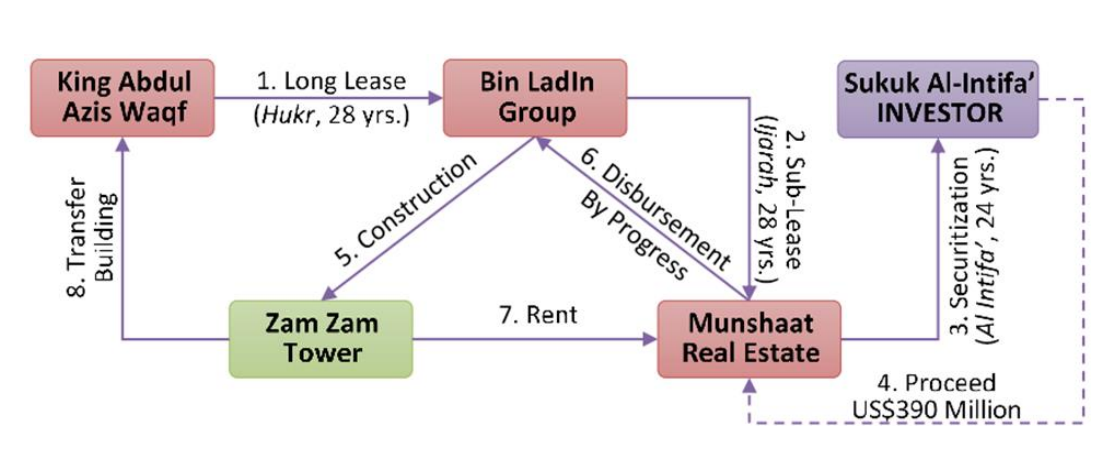 King Abdul
Azis Waqf
1. Long Lease
(Hukr, 28 yrs.)
Bin LadIn
Group
Sukuk Al-Intifa’
INVESTOR
2. Sub-Lease
(Ijarah, 28 yrs.)
3. Securitization
(Al Intifa’, 24 yrs.)
4. Proceed
US$390 Million
5. Construction
6. Disbursement
By Progress
7. Rent
8. Transfer
Building
Zam Zam
Tower
Munshaat
Real Estate